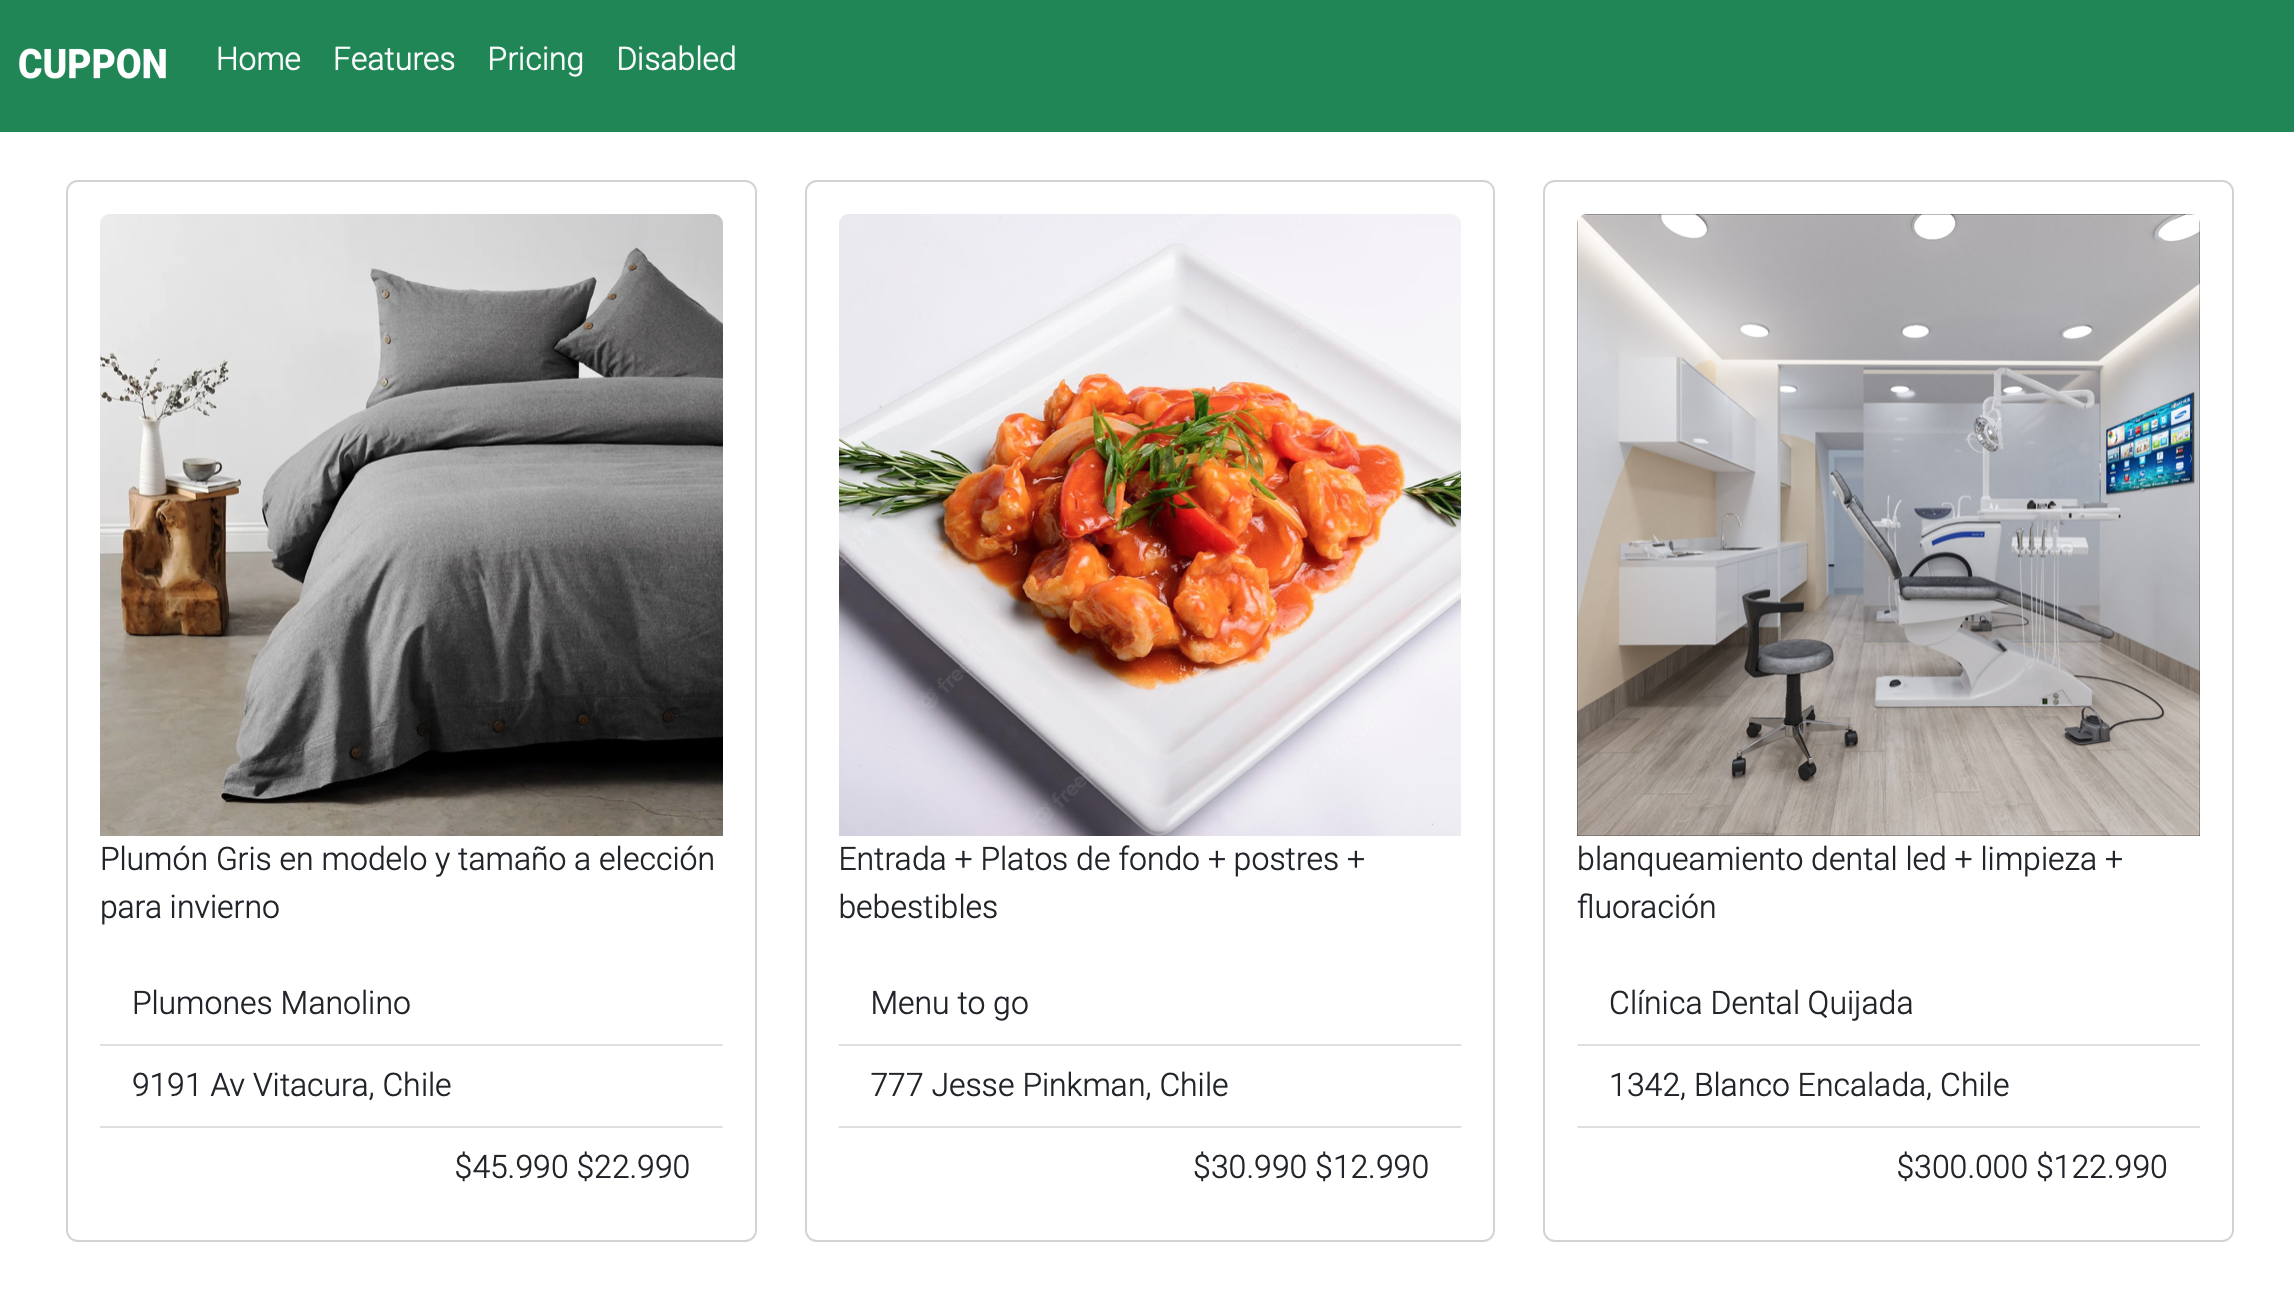 CUPPON
Home Features Pricing Disabled
Plumón Gris en modelo y tamaño a elección
para invierno
Plumones Manolino
9191 Av Vitacura, Chile
$45.990 $22.990
Entrada + Platos de fondo + postres +
bebestibles
Menu to go
777 Jesse Pinkman, Chile
$30.990 $12.990
blanqueamiento dental led + limpieza +
fluoración
Clínica Dental Quijada
1342, Blanco Encalada, Chile
$300.000 $122.990